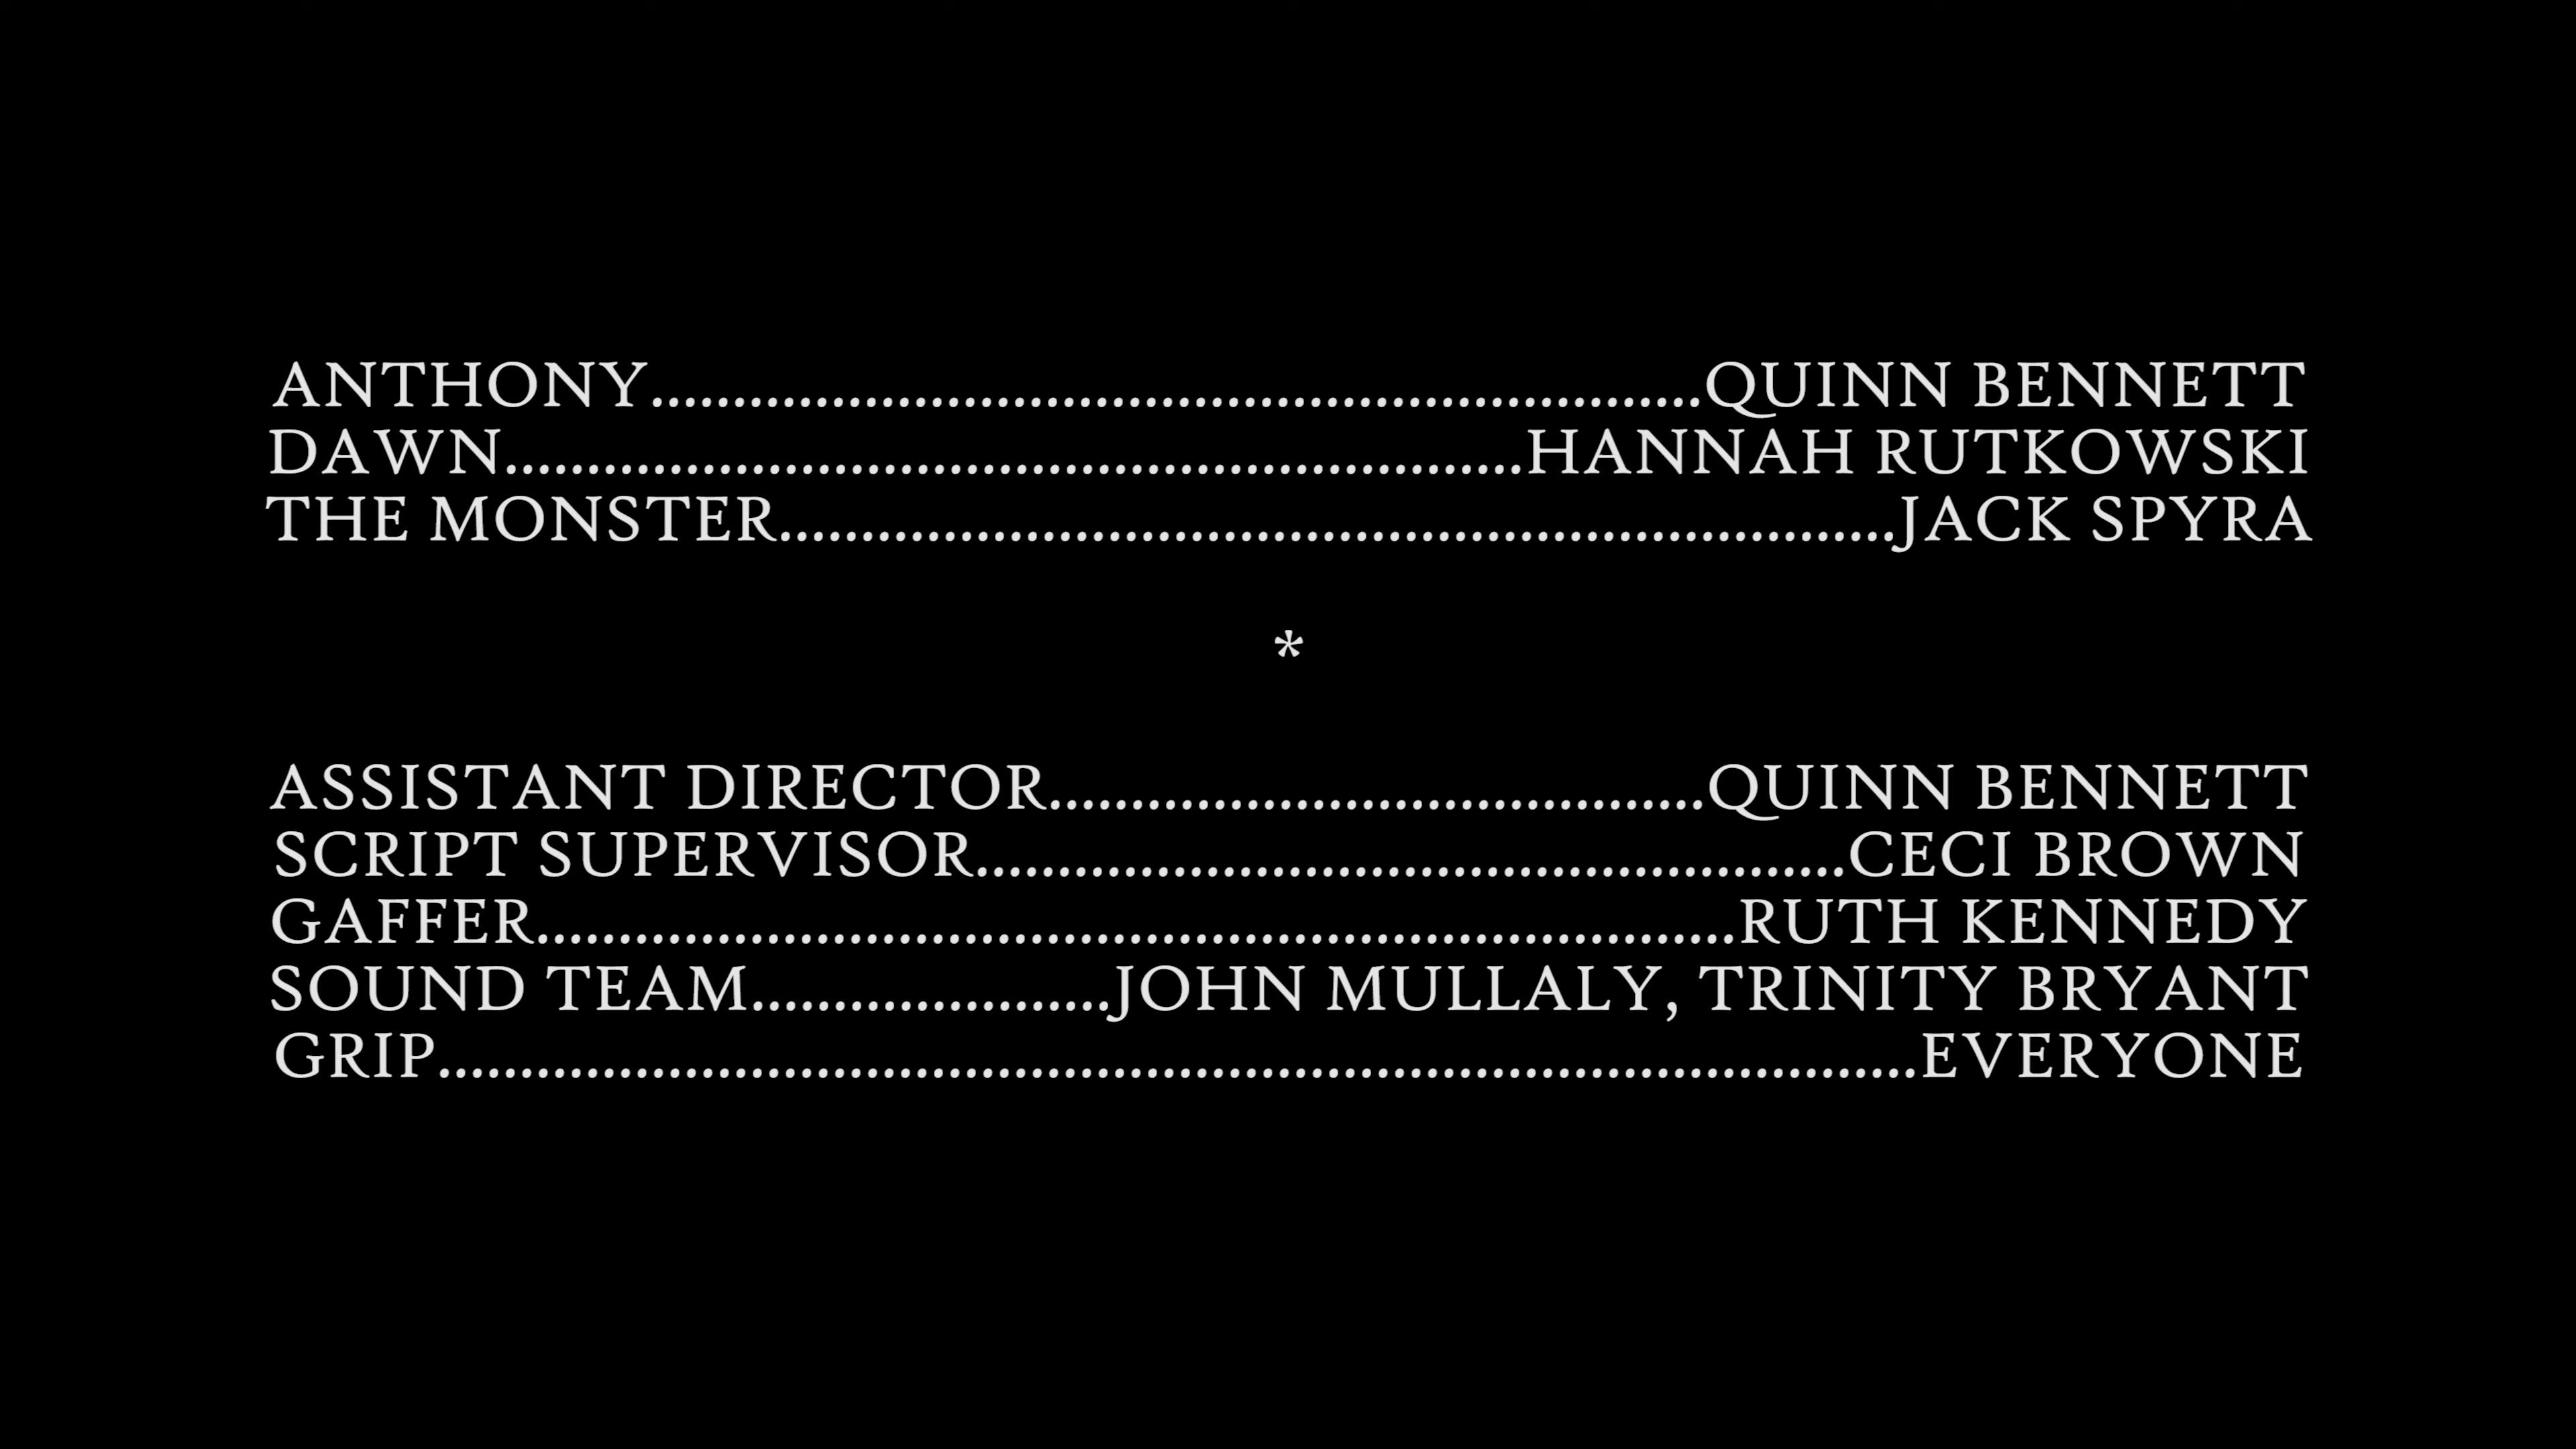 ANTHONY................................................................QUINN BENNETT
DAWN..............................................................HANNAH RUTKOWSKI
THE MONSTER....................................................................JACK SPYRA
*
ASSISTANT DIRECTOR........................................QUINN BENNETT
SCRIPT SUPERVISOR.....................................................CECI BROWN
GAFFER.........................................................................RUTH KENNEDY
SOUND TEAM......................JOHN MULLALY, TRINITY BRYANT
GRIP..........................................................................................EVERYONE